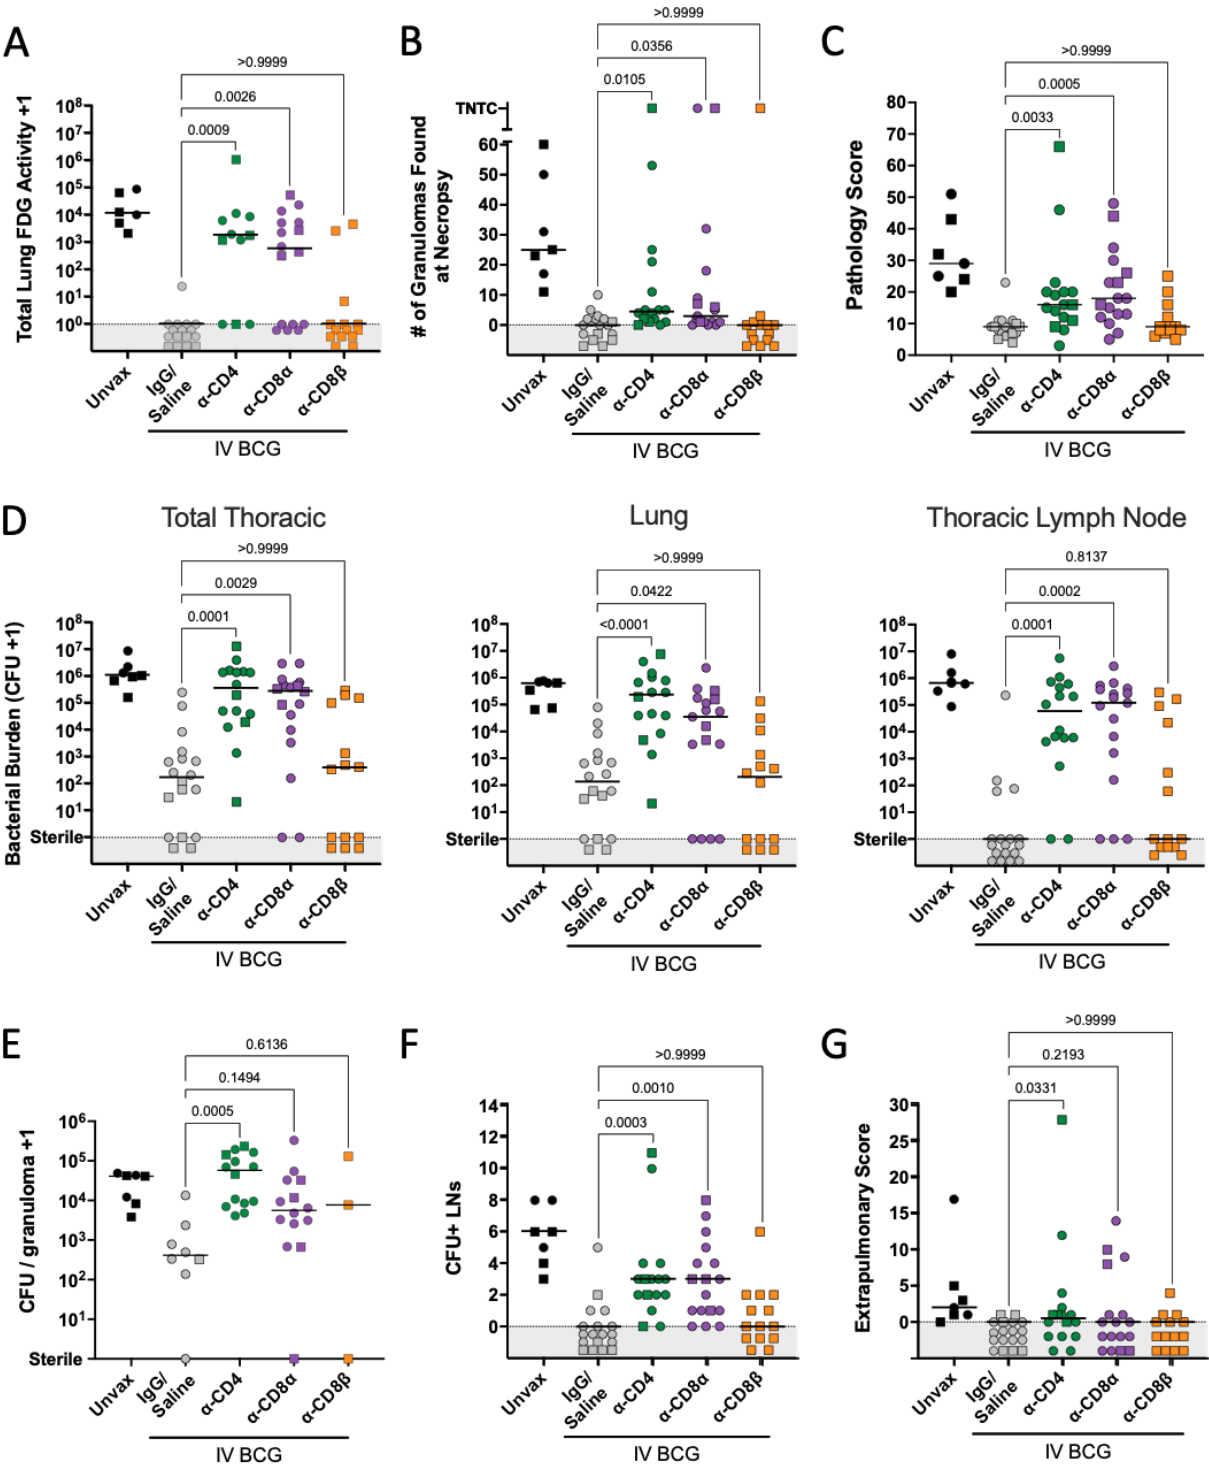 A
>0.9999
0.0026
0.0009
Total Lung FDG Activity +1
10⁸
10⁷
10⁶
10⁵
10⁴
10³
10²
10¹
10⁰
Unvax
IgG/
Saline
α-CD4
α-CD8α
α-CD8β
IV BCG
B
>0.9999
0.0356
0.0105
# of Granulomas Found
at Necropsy
TNTC
60
50
40
30
20
10
0
Unvax
IgG/
Saline
α-CD4
α-CD8α
α-CD8β
IV BCG
C
>0.9999
0.0005
0.0033
Pathology Score
80
70
60
50
40
30
20
10
0
Unvax
IgG/
Saline
α-CD4
α-CD8α
α-CD8β
IV BCG
D
Total Thoracic
>0.9999
0.0029
0.0001
Bacterial Burden (CFU +1)
10⁸
10⁷
10⁶
10⁵
10⁴
10³
10²
10¹
Sterile
Unvax
IgG/
Saline
α-CD4
α-CD8α
α-CD8β
IV BCG
Lung
>0.9999
0.0422
<0.0001
10⁸
10⁷
10⁶
10⁵
10⁴
10³
10²
10¹
Sterile
Unvax
IgG/
Saline
α-CD4
α-CD8α
α-CD8β
IV BCG
Thoracic Lymph Node
0.8137
0.0002
0.0001
10⁸
10⁷
10⁶
10⁵
10⁴
10³
10²
10¹
Sterile
Unvax
IgG/
Saline
α-CD4
α-CD8α
α-CD8β
IV BCG
E
0.6136
0.1494
0.0005
CFU / granuloma +1
10⁶
10⁵
10⁴
10³
10²
10¹
Sterile
Unvax
IgG/
Saline
α-CD4
α-CD8α
α-CD8β
IV BCG
F
>0.9999
0.0010
0.0003
CFU+ LNs
14
12
10
8
6
4
2
0
Unvax
IgG/
Saline
α-CD4
α-CD8α
α-CD8β
IV BCG
G
>0.9999
0.2193
0.0331
Extrapulmonary Score
30
25
20
15
10
5
0
Unvax
IgG/
Saline
α-CD4
α-CD8α
α-CD8β
IV BCG